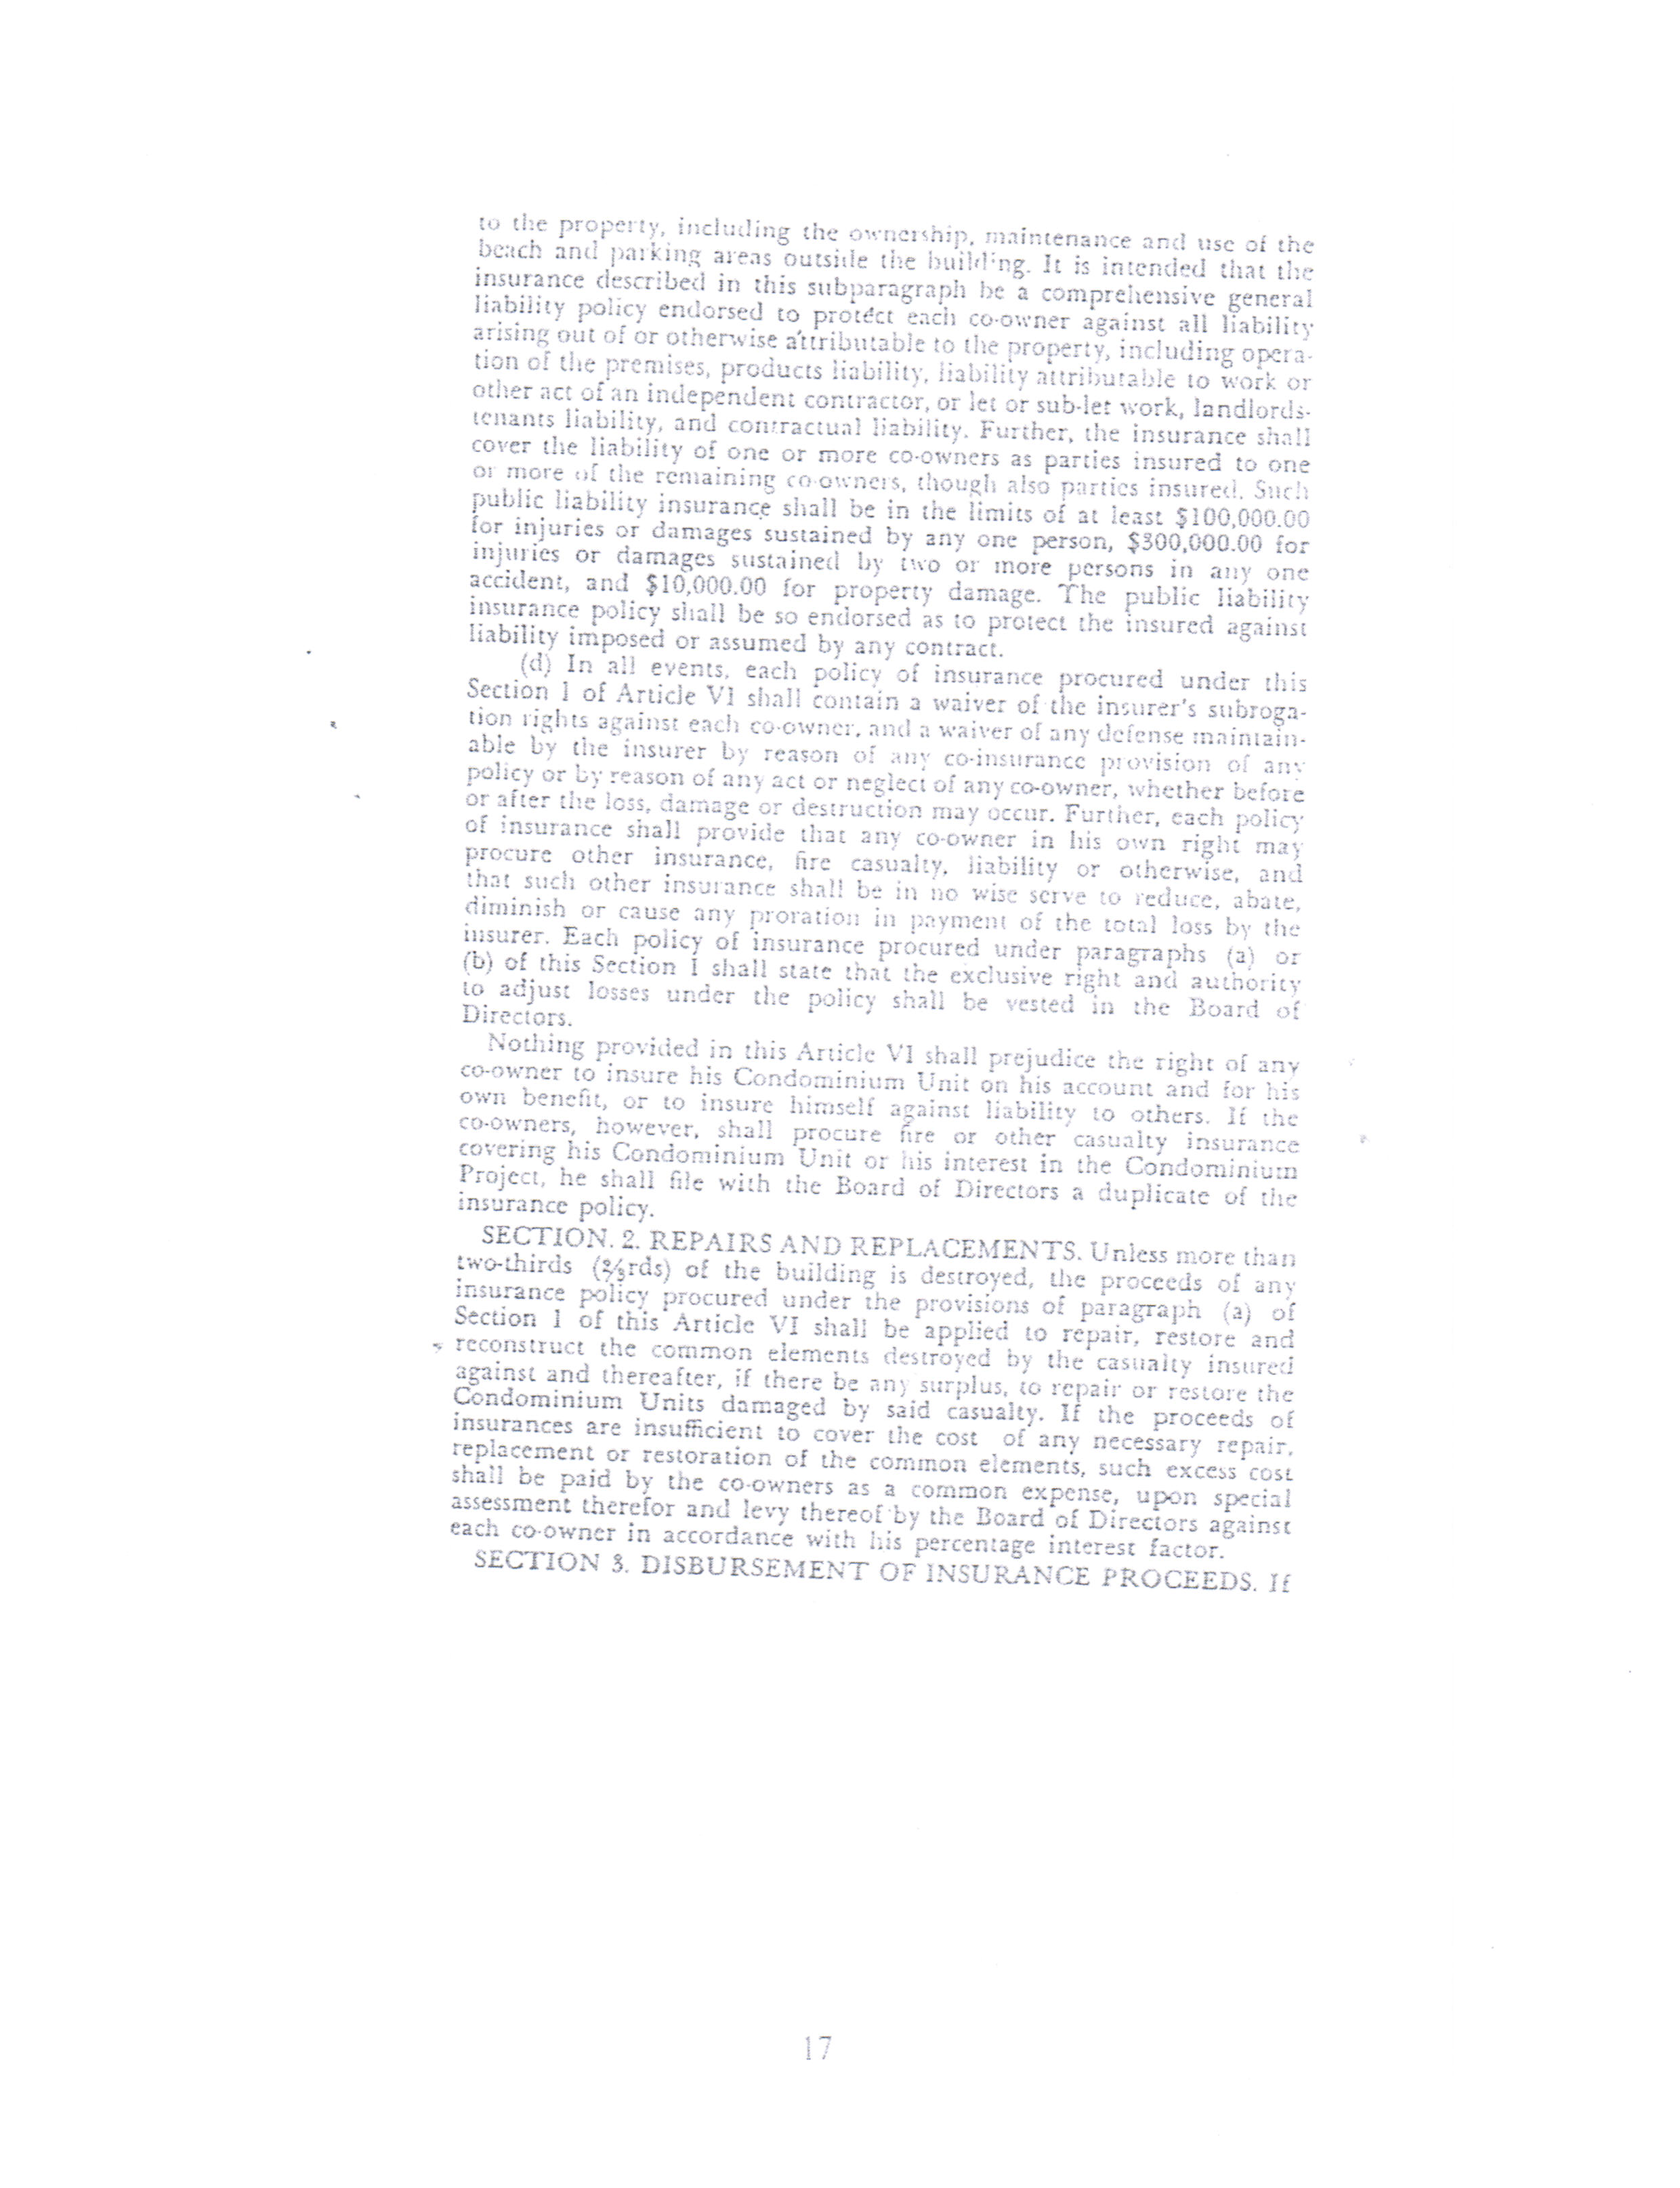 to the property, including the ownership, maintenance and use of the
beach and parking areas outside the building. It is intended that the
insurance described in this subparagraph be a comprehensive general
liability policy endorsed to protect each co-owner against all liability
arising out of or otherwise attributable to the property, including opera-
tion of the premises, products liability, liability attributable to work or
other act of an independent contractor, or let or sub-let work, landlords-
tenants liability, and contractual liability. Further, the insurance shall
cover the liability of one or more co-owners as parties insured to one
or more of the remaining co-owners, though also parties insured. Such
public liability insurance shall be in the limits of at least $100,000.00
for injuries or damages sustained by any one person, $300,000.00 for
injuries or damages sustained by two or more persons in any one
accident, and $10,000.00 for property damage. The public liability
insurance policy shall be so endorsed as to protect the insured against
liability imposed or assumed by any contract.
(d) In all events, each policy of insurance procured under this
Section 1 of Article VI shall contain a waiver of the insurer's subroga-
tion rights against each co-owner, and a waiver of any defense maintain-
able by the insurer by reason of any co-insurance provision of any
policy or by reason of any act or neglect of any co-owner, whether before
or after the loss, damage or destruction may occur. Further, each policy
of insurance shall provide that any co-owner in his own right may
procure other insurance, fire casualty, liability or otherwise, and
that such other insurance shall be in no wise serve to reduce, abate,
diminish or cause any proration in payment of the total loss by the
insurer. Each policy of insurance procured under paragraphs (a) or
(b) of this Section 1 shall state that the exclusive right and authority
to adjust losses under the policy shall be vested in the Board of
Directors.
Nothing provided in this Article VI shall prejudice the right of any
co-owner to insure his Condominium Unit on his account and for his
own benefit, or to insure himself against liability to others. If the
co-owners, however, shall procure fire or other casualty insurance
covering his Condominium Unit or his interest in the Condominium
Project, he shall file with the Board of Directors a duplicate of the
insurance policy.
SECTION. 2. REPAIRS AND REPLACEMENTS. Unless more than
two-thirds (⅔rds) of the building is destroyed, the proceeds of any
insurance policy procured under the provisions of paragraph (a) of
Section 1 of this Article VI shall be applied to repair, restore and
reconstruct the common elements destroyed by the casualty insured
against and thereafter, if there be any surplus, to repair or restore the
Condominium Units damaged by said casualty. If the proceeds of
insurances are insufficient to cover the cost of any necessary repair,
replacement or restoration of the common elements, such excess cost
shall be paid by the co-owners as a common expense, upon special
assessment therefor and levy thereof by the Board of Directors against
each co-owner in accordance with his percentage interest factor.
SECTION 3. DISBURSEMENT OF INSURANCE PROCEEDS. If
17